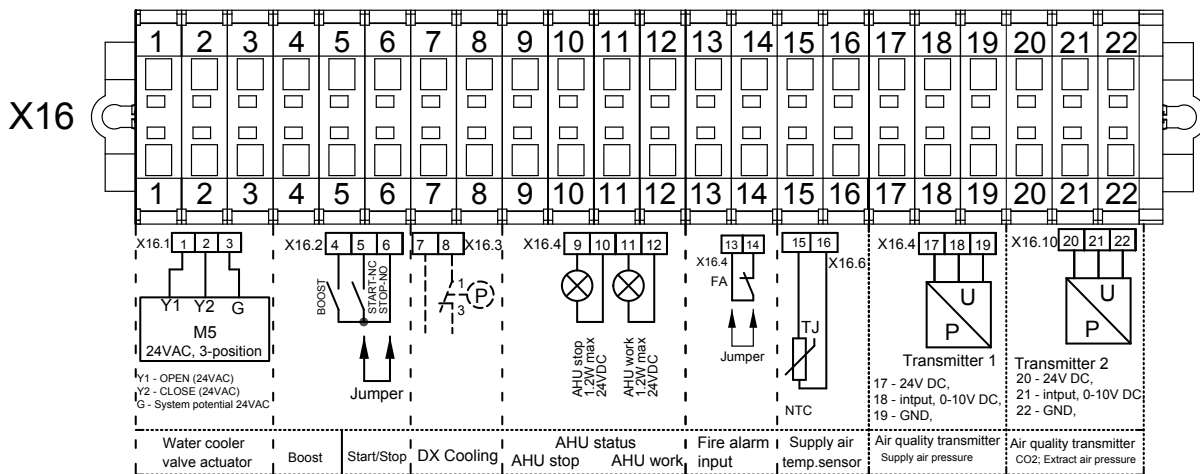 1 2 3 4 5 6 7 8 9 10 11 12 13 14 15 16 17 18 19 20 21 22
X16
1 2 3 4 5 6 7 8 9 10 11 12 13 14 15 16 17 18 19 20 21 22
X16.1 1 2 3
Y1 Y2 G
M5
24VAC, 3-position
Y1 - OPEN (24VAC)
Y2 - CLOSE (24VAC)
G - System potential 24VAC
X16.2 4 5 6
BOOST
START-NC
STOP-NO
Jumper
7 8 X16.3
1
3
P
X16.4 9 10 11 12
AHU stop
1.2W max
24VDC
AHU work
1.2W max
24VDC
13 14
X16.4
FA
Jumper
15 16
X16.6
TJ
NTC
X16.4 17 18 19
U
P
Transmitter 1
17 - 24V DC,
18 - intput, 0-10V DC,
19 - GND,
X16.10 20 21 22
U
P
Transmitter 2
20 - 24V DC,
21 - intput, 0-10V DC
22 - GND,
Water cooler
valve actuator
Boost
Start/Stop
DX Cooling
AHU status
AHU stop AHU work
Fire alarm
input
Supply air
temp.sensor
Air quality transmitter
Supply air pressure
Air quality transmitter
CO2; Extract air pressure